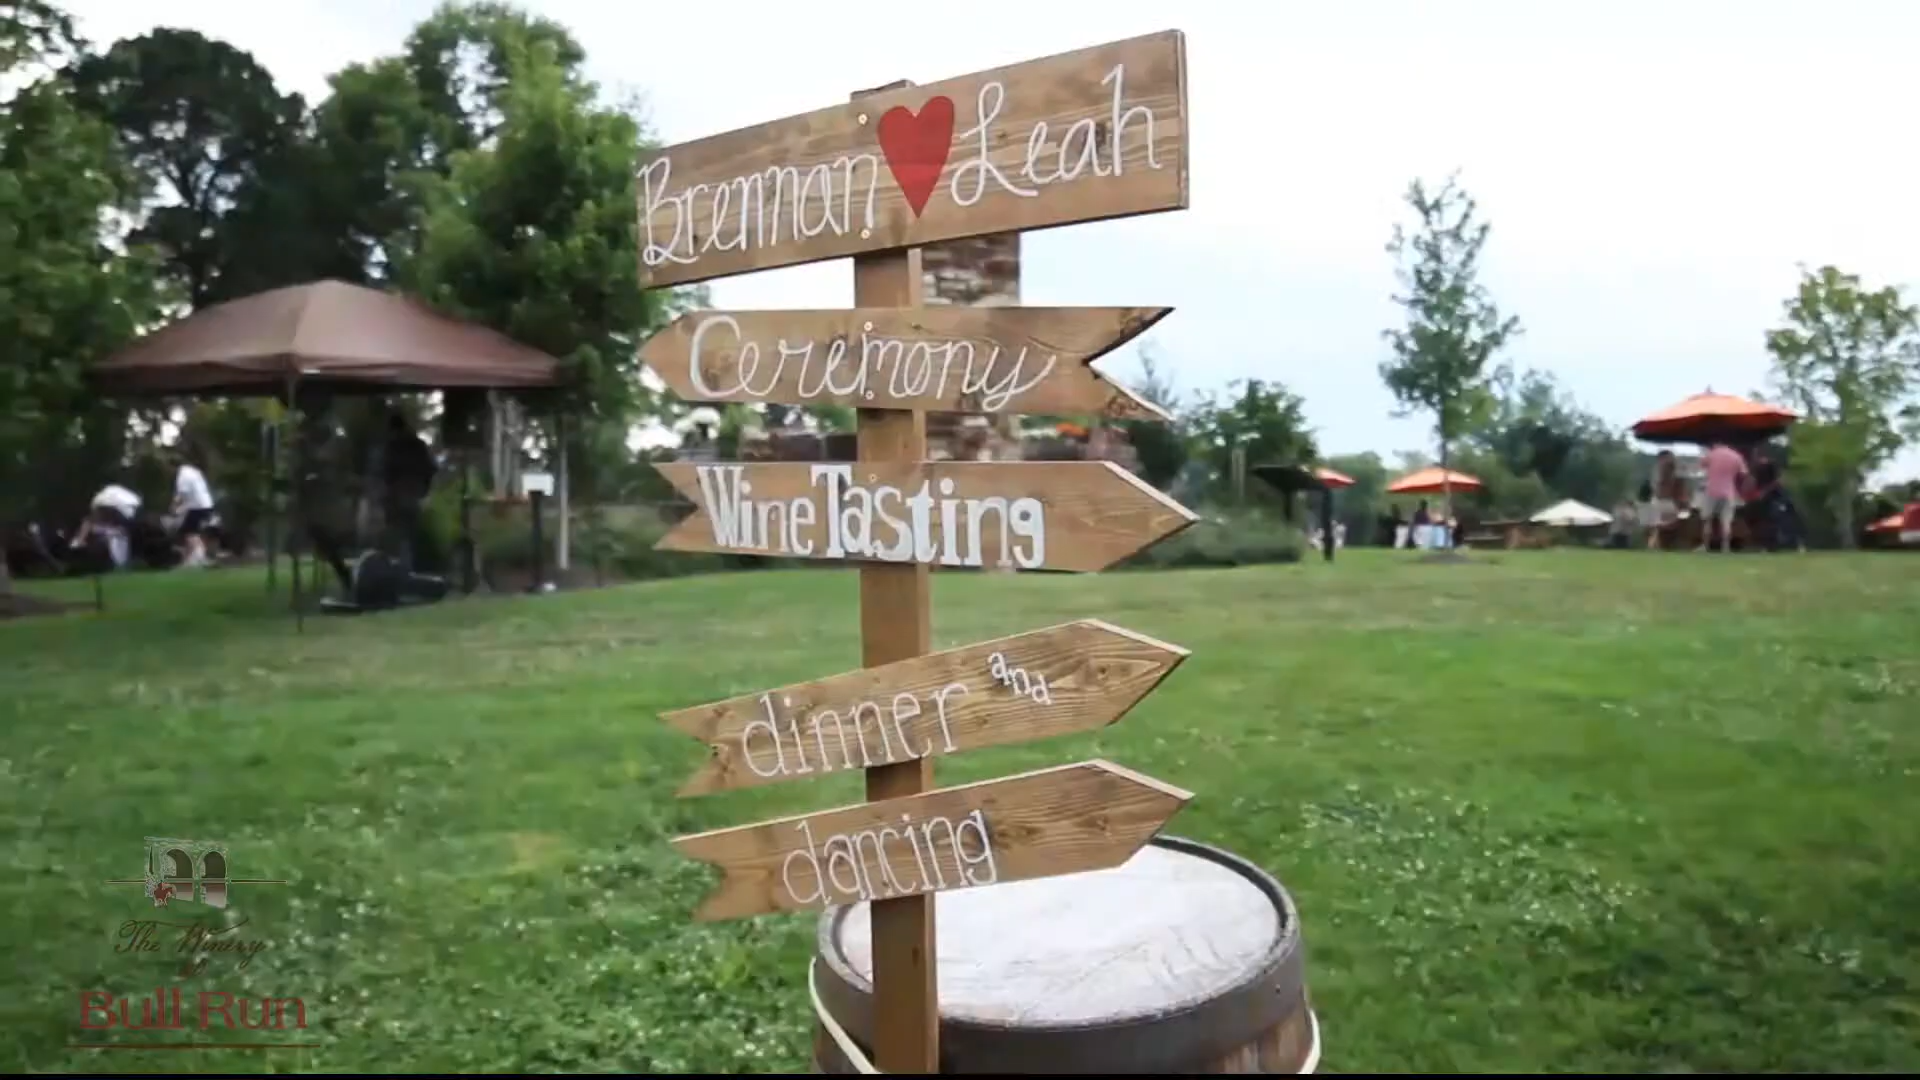 Brennan Leah
Ceremony
Wine Tasting
dinner and
dancing
The Winery
Bull Run